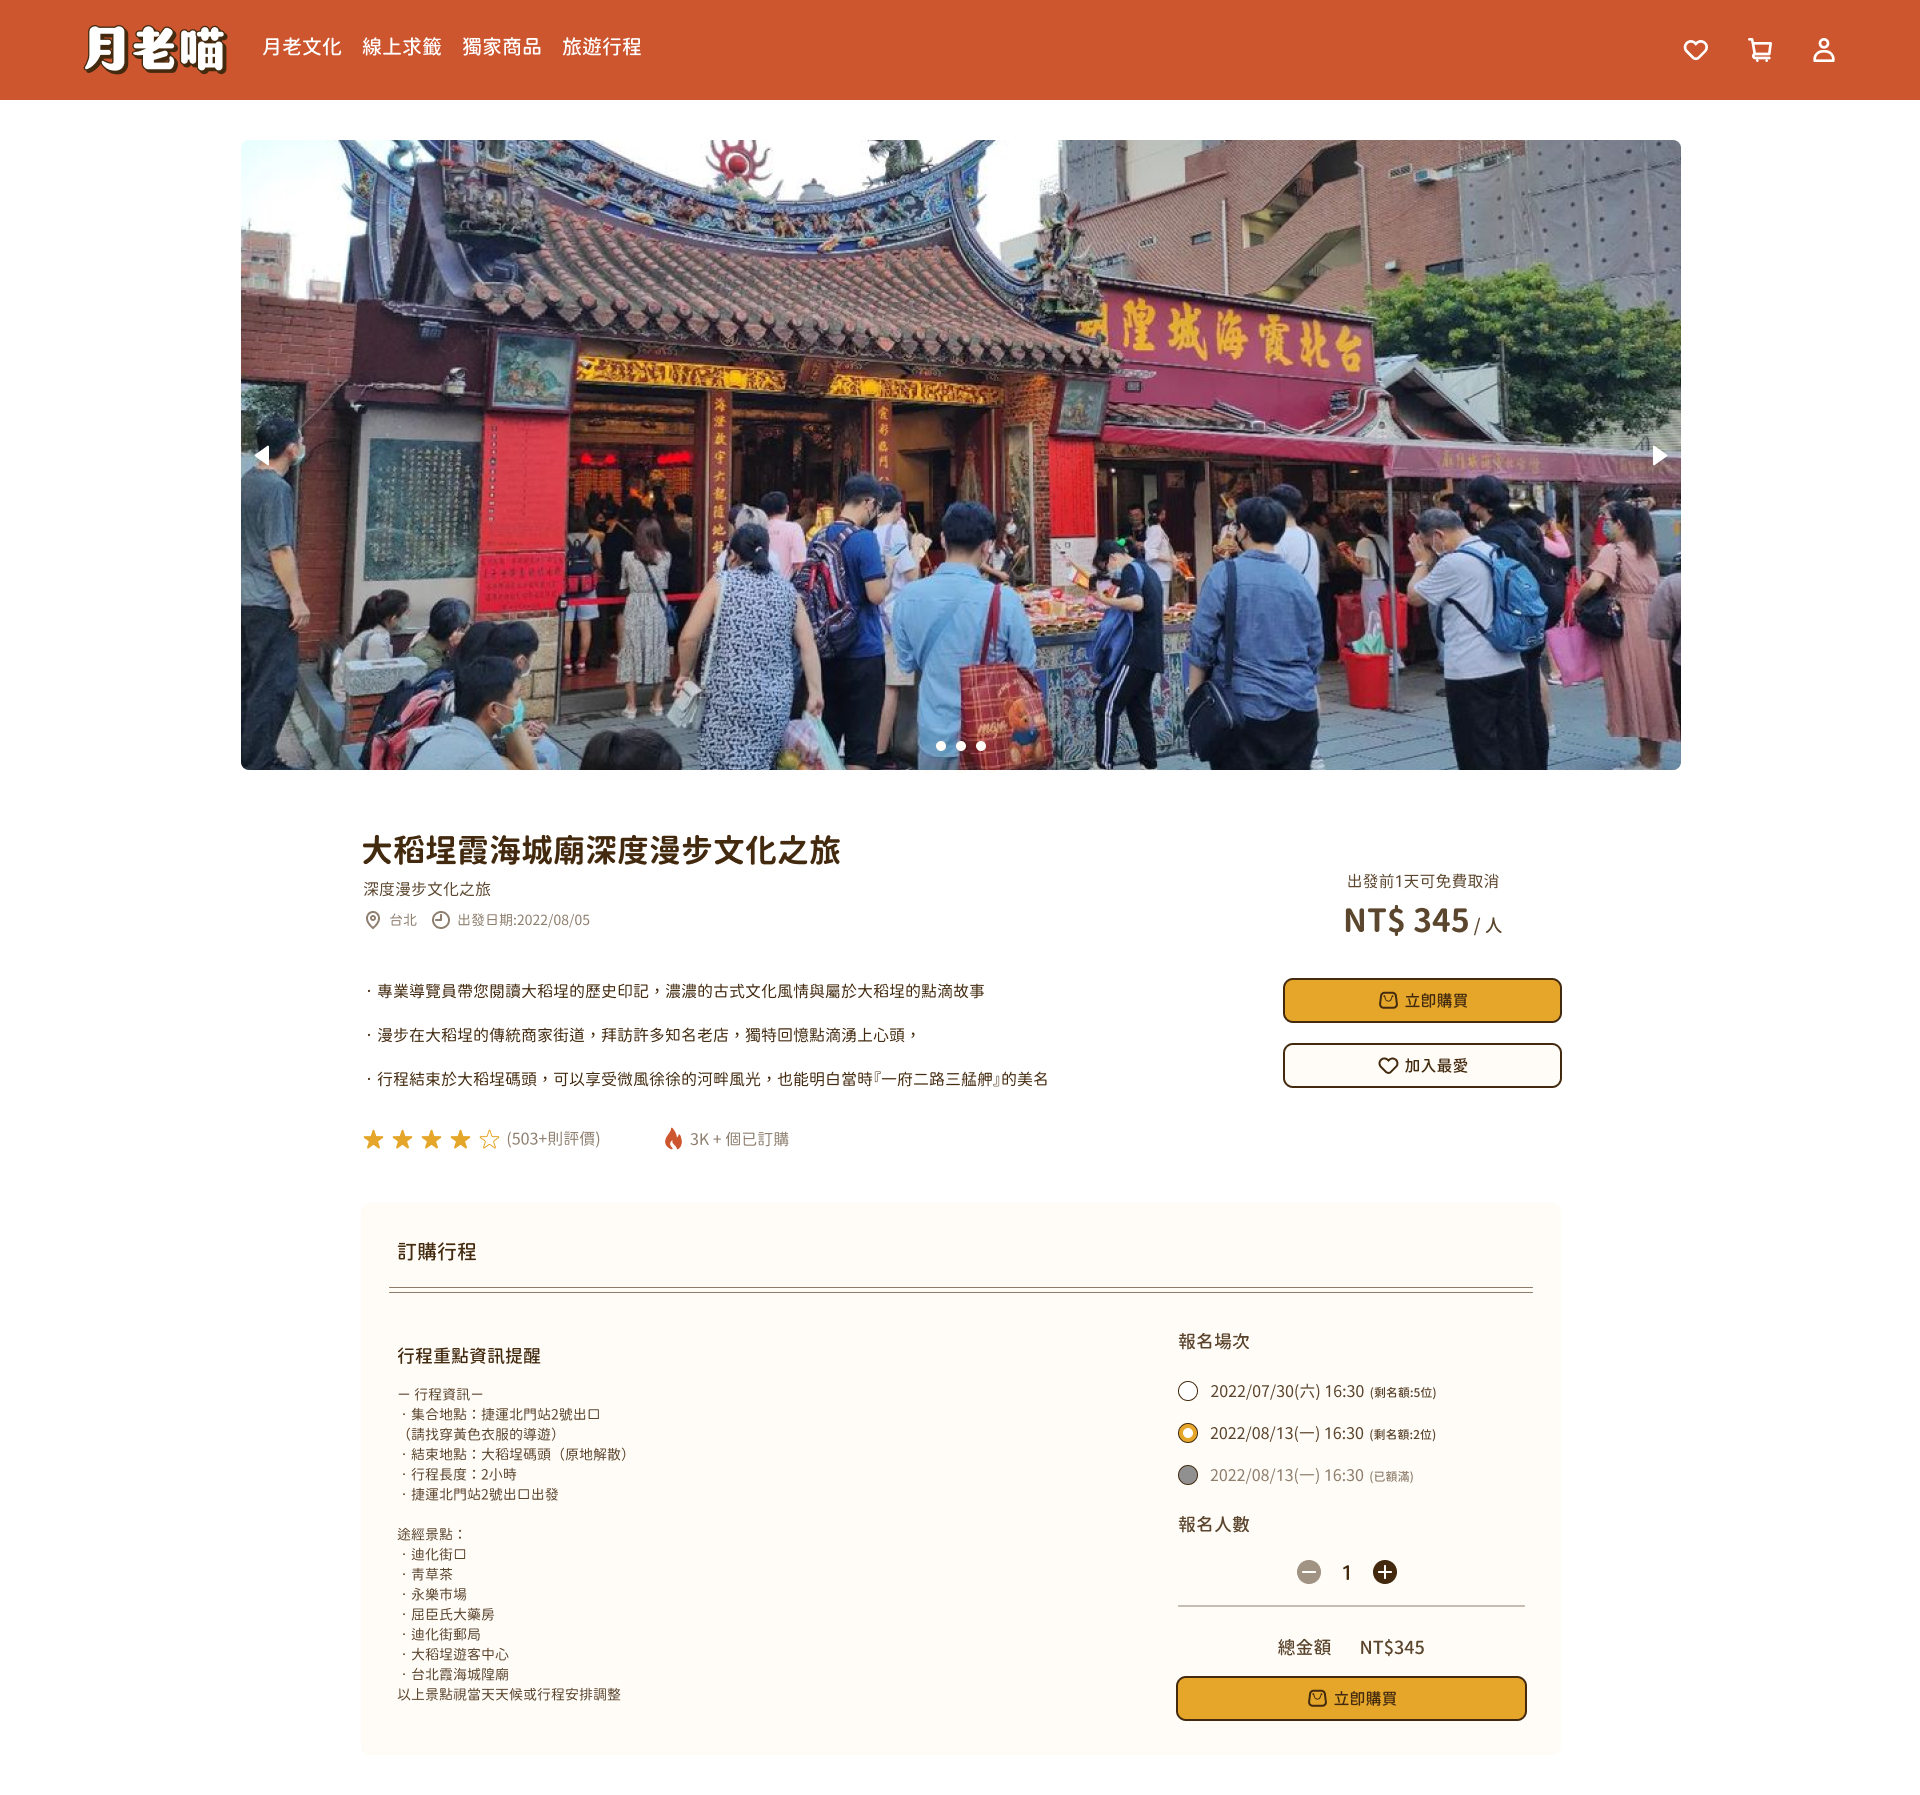 月老喵
月老文化 線上求籤 獨家商品 旅遊行程
台北霞海城隍廟
大稻埕霞海城廟深度漫步文化之旅
深度漫步文化之旅
台北 出發日期:2022/08/05
出發前1天可免費取消
NT$ 345 / 人
· 專業導覽員帶您閱讀大稻埕的歷史印記，濃濃的古式文化風情與屬於大稻埕的點滴故事
· 漫步在大稻埕的傳統商家街道，拜訪許多知名老店，獨特回憶點滴湧上心頭，
· 行程結束於大稻埕碼頭，可以享受微風徐徐的河畔風光，也能明白當時『一府二路三艋舺』的美名
立即購買
加入最愛
(503+則評價) 3K + 個已訂購
訂購行程
行程重點資訊提醒
ー 行程資訊ー
· 集合地點：捷運北門站2號出口
（請找穿黃色衣服的導遊）
· 結束地點：大稻埕碼頭（原地解散）
· 行程長度：2小時
· 捷運北門站2號出口出發
途經景點：
· 迪化街口
· 青草茶
· 永樂市場
· 屈臣氏大藥房
· 迪化街郵局
· 大稻埕遊客中心
· 台北霞海城隍廟
以上景點視當天天候或行程安排調整
報名場次
2022/07/30(六) 16:30 (剩名額:5位)
2022/08/13(一) 16:30 (剩名額:2位)
2022/08/13(一) 16:30 (已額滿)
報名人數
1
總金額 NT$345
立即購買